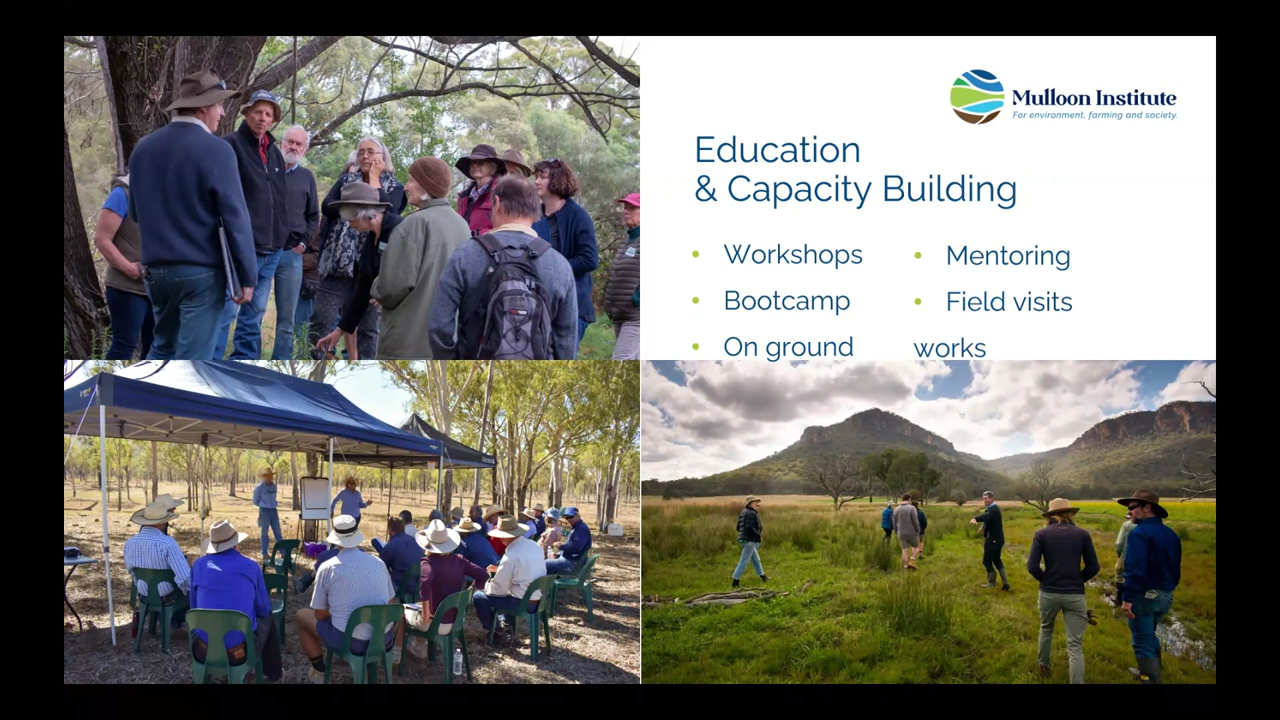 Mulloon Institute
For environment, farming and society.
Education
& Capacity Building
• Workshops
• Bootcamp
• On ground works
• Mentoring
• Field visits